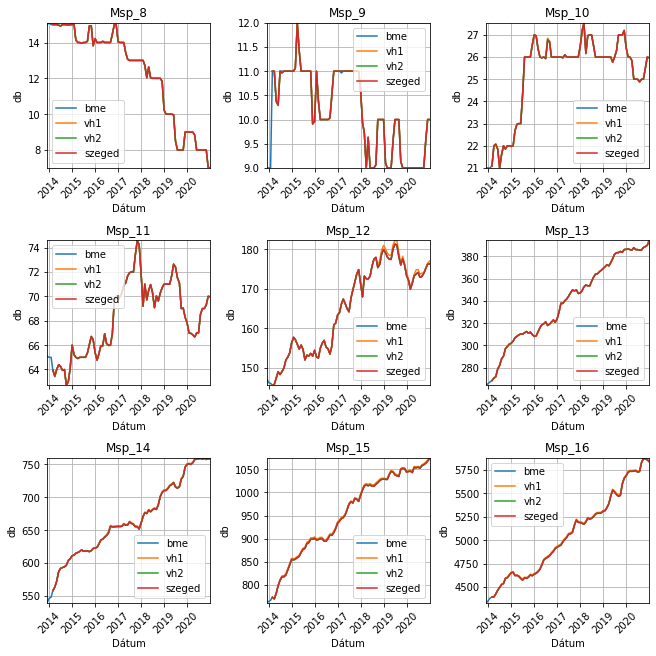 Msp_8
db
14
12
10
8
bme
vh1
vh2
szeged
2014
2015
2016
2017
2018
2019
2020
Dátum
Msp_9
db
12.0
11.5
11.0
10.5
10.0
9.5
9.0
bme
vh1
vh2
szeged
2014
2015
2016
2017
2018
2019
2020
Dátum
Msp_10
db
27
26
25
24
23
22
21
bme
vh1
vh2
szeged
2014
2015
2016
2017
2018
2019
2020
Dátum
Msp_11
db
74
72
70
68
66
64
bme
vh1
vh2
szeged
2014
2015
2016
2017
2018
2019
2020
Dátum
Msp_12
db
180
170
160
150
bme
vh1
vh2
szeged
2014
2015
2016
2017
2018
2019
2020
Dátum
Msp_13
db
380
360
340
320
300
280
bme
vh1
vh2
szeged
2014
2015
2016
2017
2018
2019
2020
Dátum
Msp_14
db
750
700
650
600
550
bme
vh1
vh2
szeged
2014
2015
2016
2017
2018
2019
2020
Dátum
Msp_15
db
1050
1000
950
900
850
800
bme
vh1
vh2
szeged
2014
2015
2016
2017
2018
2019
2020
Dátum
Msp_16
db
5750
5500
5250
5000
4750
4500
bme
vh1
vh2
szeged
2014
2015
2016
2017
2018
2019
2020
Dátum